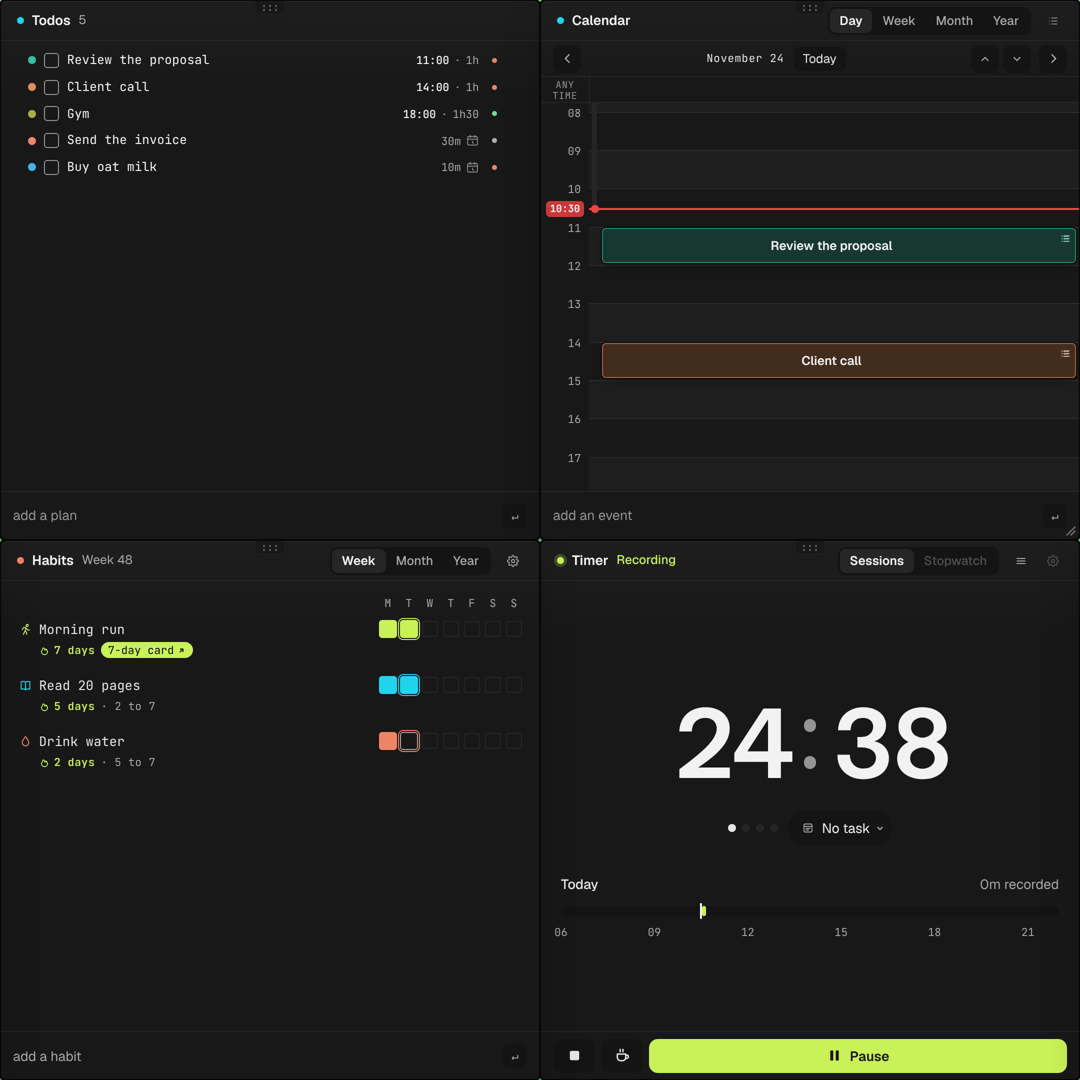 Todos 5
Review the proposal 11:00 · 1h
Client call 14:00 · 1h
Gym 18:00 · 1h30
Send the invoice 30m
Buy oat milk 10m
add a plan
Calendar Day Week Month Year
November 24 Today
ANY TIME
08
09
10
10:30
11
Review the proposal
12
13
14
Client call
15
16
17
add an event
Habits Week 48 Week Month Year
M T W T F S S
Morning run
7 days 7-day card ↗
Read 20 pages
5 days · 2 to 7
Drink water
2 days · 5 to 7
add a habit
Timer Recording Sessions Stopwatch
24:38
No task
Today 0m recorded
06 09 12 15 18 21
Pause